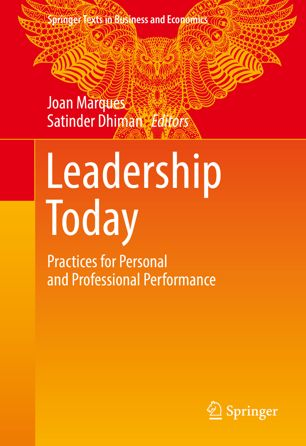 Springer Texts in Business and Economics
Joan Marques
Satinder Dhiman Editors
Leadership
Today
Practices for Personal
and Professional Performance
Springer